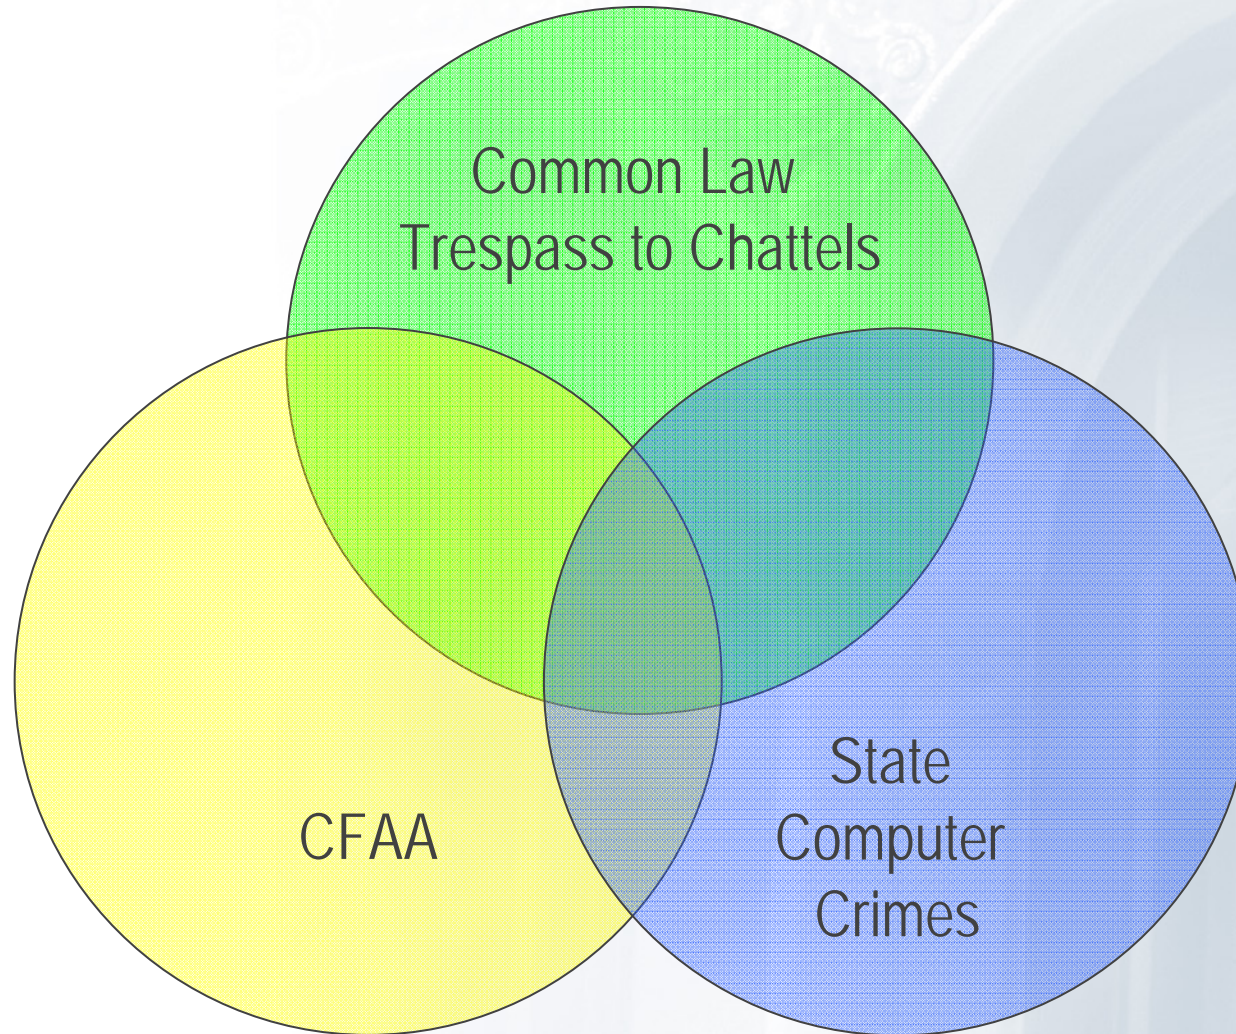 Common Law
Trespass to Chattels
CFAA
State
Computer
Crimes